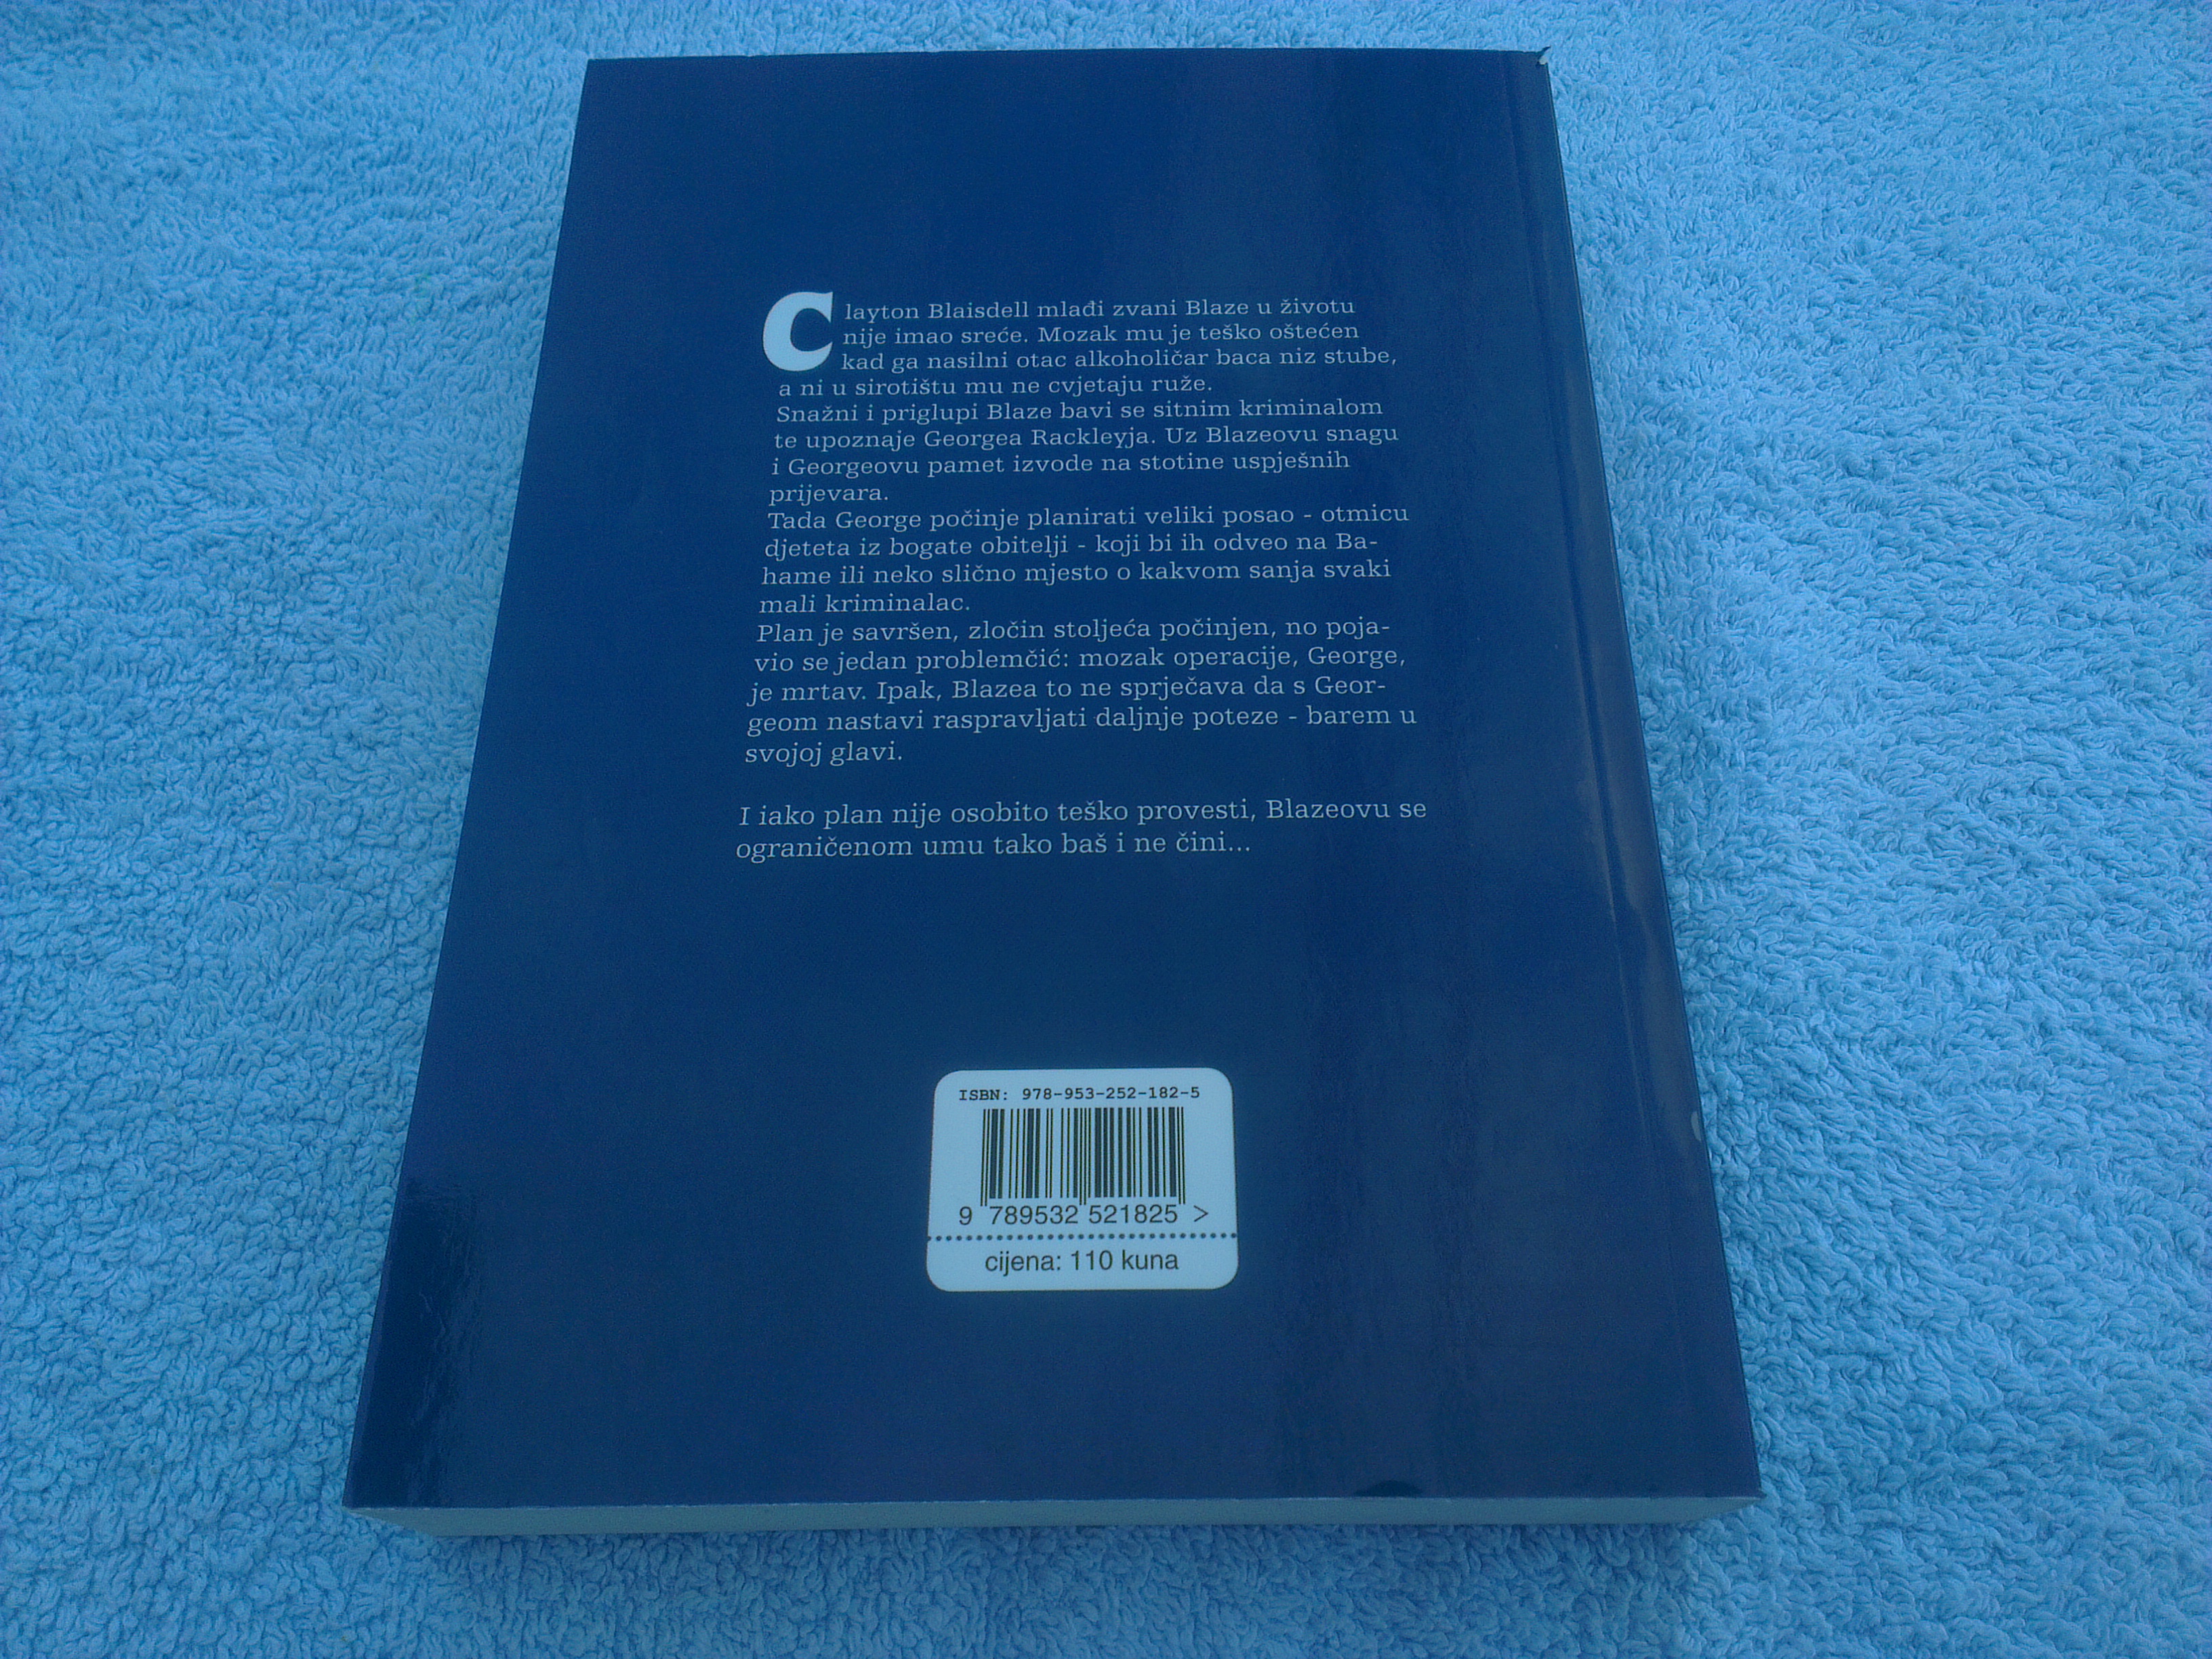 Clayton Blaisdell mlađi zvani Blaze u životu
nije imao sreće. Mozak mu je teško oštećen
kad ga nasilni otac alkoholičar baca niz stube,
a ni u sirotištu mu ne cvjetaju ruže.
Snažni i priglupi Blaze bavi se sitnim kriminalom
te upoznaje Georgea Rackleyja. Uz Blazeovu snagu
i Georgeovu pamet izvode na stotine uspješnih
prijevara.
Tada George počinje planirati veliki posao - otmicu
djeteta iz bogate obitelji - koji bi ih odveo na Ba-
hame ili neko slično mjesto o kakvom sanja svaki
mali kriminalac.
Plan je savršen, zločin stoljeća počinjen, no poja-
vio se jedan problemčić: mozak operacije, George,
je mrtav. Ipak, Blazea to ne sprječava da s Geor-
geom nastavi raspravljati daljnje poteze - barem u
svojoj glavi.
I iako plan nije osobito teško provesti, Blazeovu se
ograničenom umu tako baš i ne čini...
ISBN: 978-953-252-182-5
9 789532 521825 >
cijena: 110 kuna